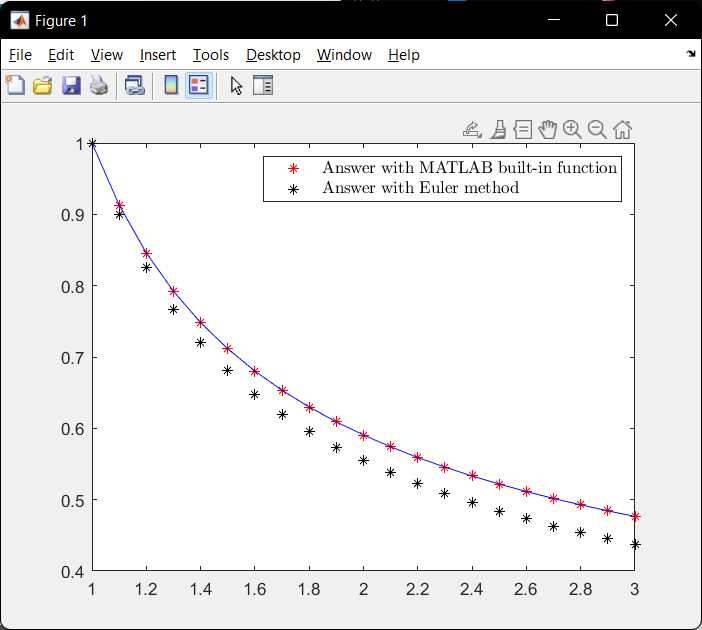 Figure 1
File Edit View Insert Tools Desktop Window Help
Answer with MATLAB built-in function
Answer with Euler method
1
0.9
0.8
0.7
0.6
0.5
0.4
1 1.2 1.4 1.6 1.8 2 2.2 2.4 2.6 2.8 3